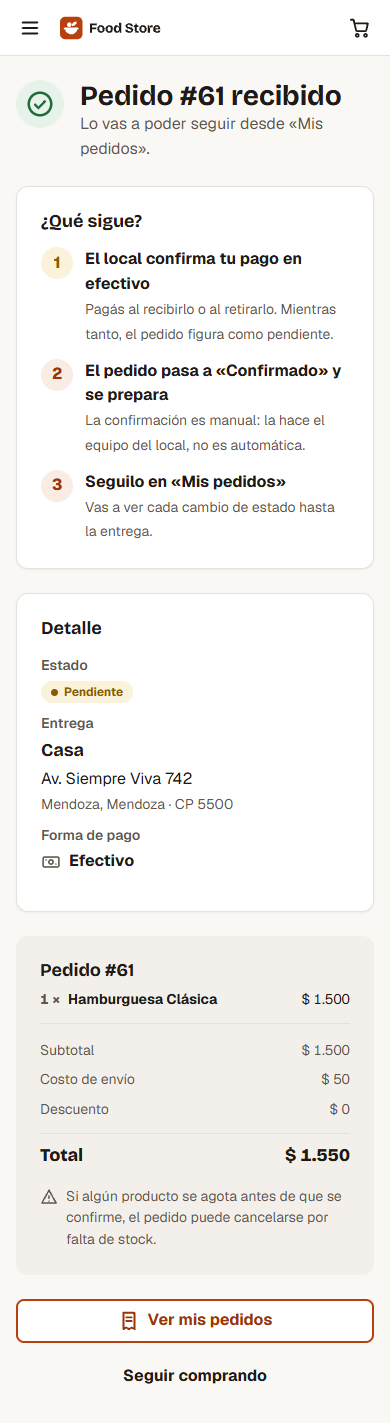 Food Store
Pedido #61 recibido
Lo vas a poder seguir desde «Mis
pedidos».
¿Qué sigue?
1
El local confirma tu pago en
efectivo
Pagás al recibirlo o al retirarlo. Mientras
tanto, el pedido figura como pendiente.
2
El pedido pasa a «Confirmado» y
se prepara
La confirmación es manual: la hace el
equipo del local, no es automática.
3
Seguilo en «Mis pedidos»
Vas a ver cada cambio de estado hasta
la entrega.
Detalle
Estado
Pendiente
Entrega
Casa
Av. Siempre Viva 742
Mendoza, Mendoza · CP 5500
Forma de pago
Efectivo
Pedido #61
1 × Hamburguesa Clásica $ 1.500
Subtotal $ 1.500
Costo de envío $ 50
Descuento $ 0
Total $ 1.550
Si algún producto se agota antes de que se
confirme, el pedido puede cancelarse por
falta de stock.
Ver mis pedidos
Seguir comprando